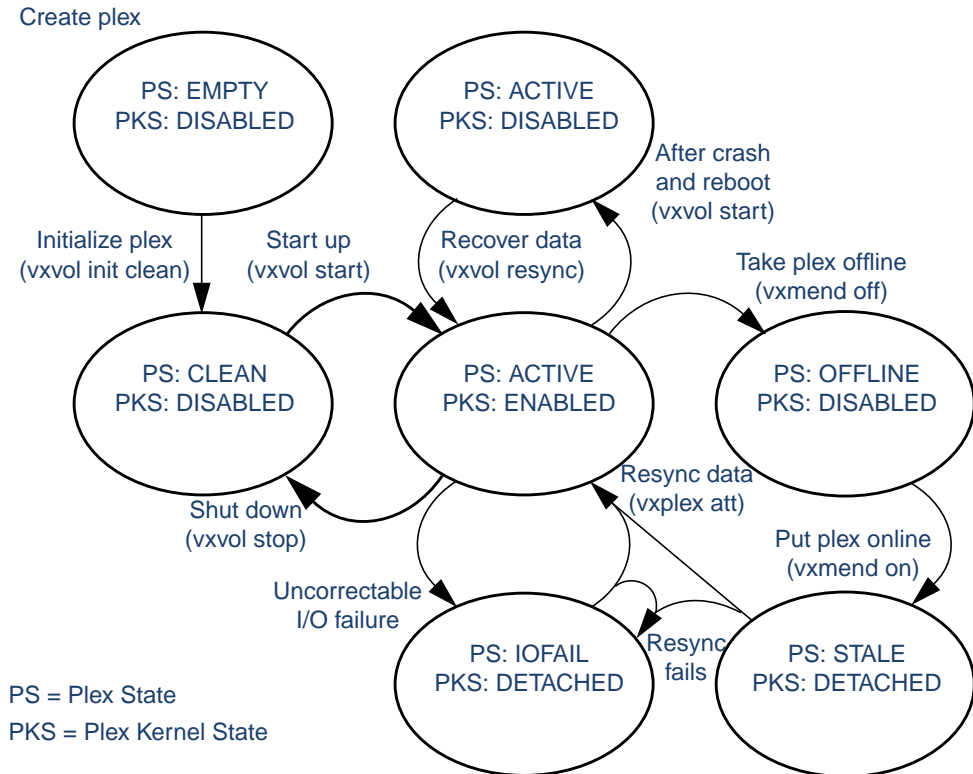 Create plex
PS: EMPTY
PKS: DISABLED
PS: ACTIVE
PKS: DISABLED
After crash
and reboot
(vxvol start)
Initialize plex
(vxvol init clean)
Start up
(vxvol start)
Recover data
(vxvol resync)
Take plex offline
(vxmend off)
PS: CLEAN
PKS: DISABLED
PS: ACTIVE
PKS: ENABLED
PS: OFFLINE
PKS: DISABLED
Shut down
(vxvol stop)
Resync data
(vxplex att)
Put plex online
(vxmend on)
Uncorrectable
I/O failure
PS: IOFAIL
PKS: DETACHED
Resync
fails
PS: STALE
PKS: DETACHED
PS = Plex State
PKS = Plex Kernel State